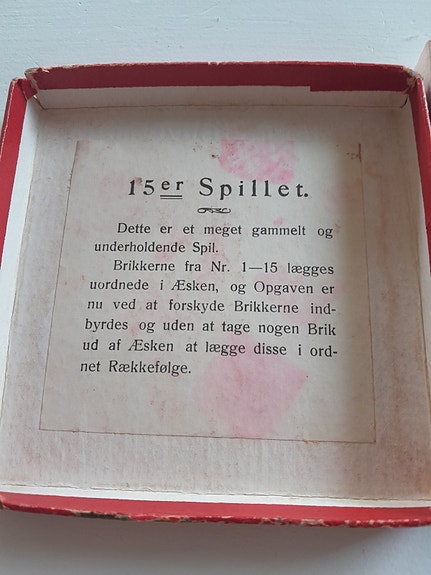 15er Spillet.
Dette er et meget gammelt og
underholdende Spil.
Brikkerne fra Nr. 1—15 lægges
uordnede i Æsken, og Opgaven er
nu ved at forskyde Brikkerne ind-
byrdes og uden at tage nogen Brik
ud af Æsken at lægge disse i ord-
net Rækkefølge.